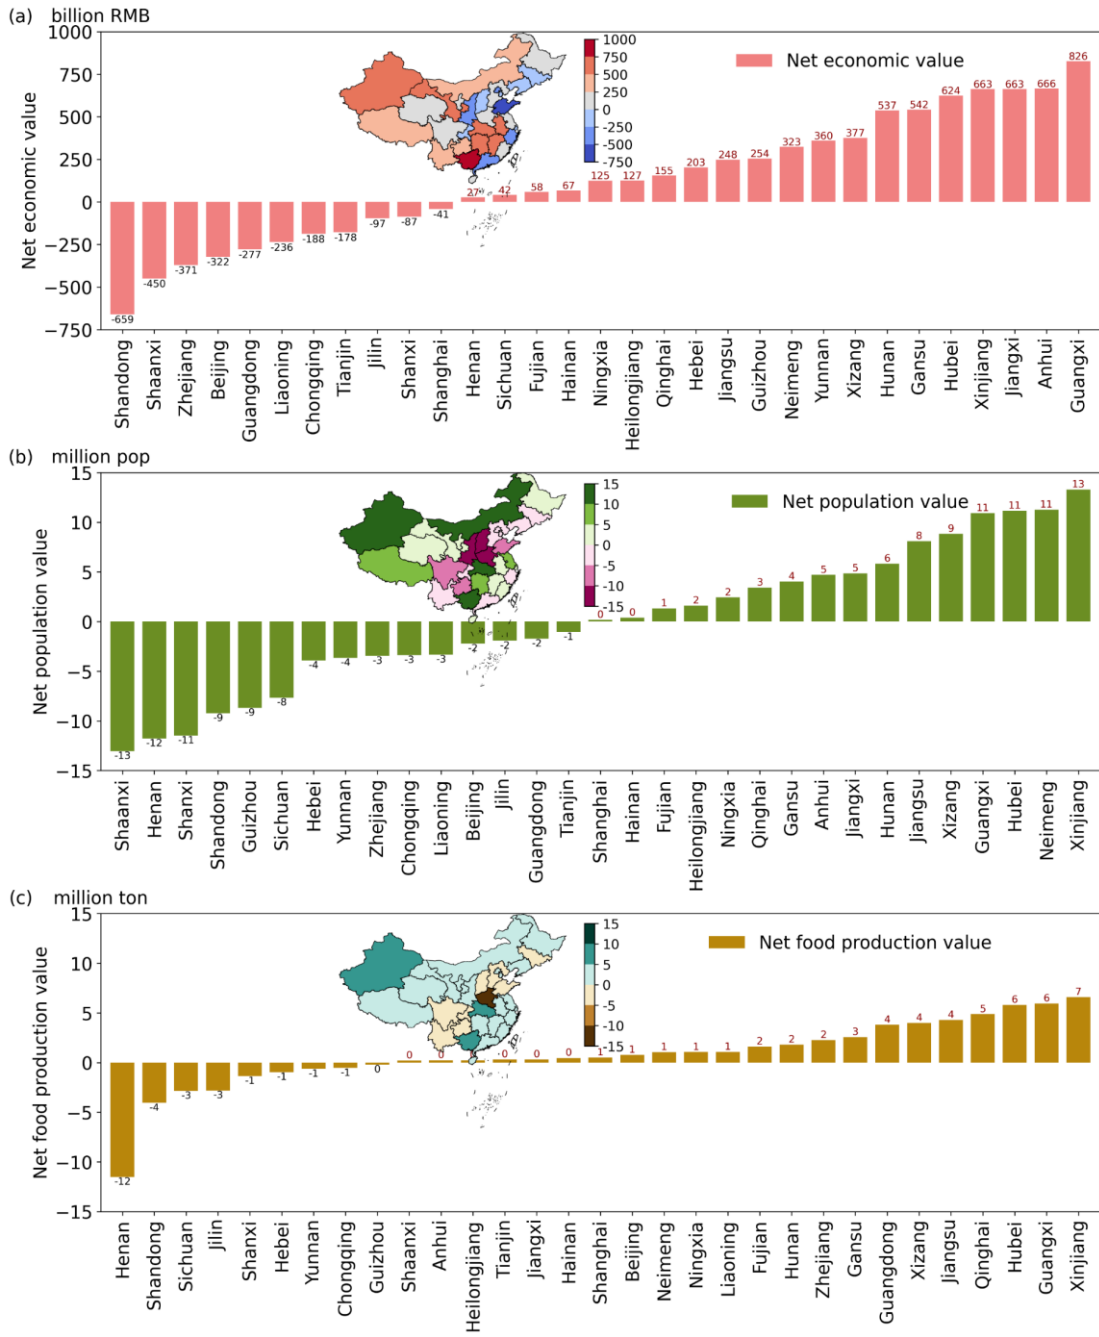 (a) billion RMB
Net economic value
1000
750
500
250
0
−250
−500
−750
1000
750
500
250
0
-250
-500
-750
Net economic value
-659 -450 -371 -322 -277 -236 -188 -178 -97 -87 -41 27 42 58 67 125 127 155 203 248 254 323 360 377 537 542 624 663 663 666 826
Shandong Shaanxi Zhejiang Beijing Guangdong Liaoning Chongqing Tianjin Jilin Shanxi Shanghai Henan Sichuan Fujian Hainan Ningxia Heilongjiang Qinghai Hebei Jiangsu Guizhou Neimeng Yunnan Xizang Hunan Gansu Hubei Xinjiang Jiangxi Anhui Guangxi
(b) million pop
Net population value
15
10
5
0
−5
−10
−15
15
10
5
0
-5
-10
-15
Net population value
-13 -12 -11 -9 -9 -8 -4 -4 -3 -3 -3 -2 -2 -2 -1 0 0 1 2 2 3 4 5 5 6 8 9 11 11 11 13
Shaanxi Henan Shanxi Shandong Guizhou Sichuan Hebei Yunnan Zhejiang Chongqing Liaoning Beijing Jilin Guangdong Tianjin Shanghai Hainan Fujian Heilongjiang Ningxia Qinghai Gansu Anhui Jiangxi Hunan Jiangsu Xizang Guangxi Hubei Neimeng Xinjiang
(c) million ton
Net food production value
15
10
5
0
−5
−10
−15
15
10
5
0
-5
-10
-15
Net food production value
-12 -4 -3 -3 -1 -1 -1 -1 0 0 0 0 0 0 1 1 1 1 1 2 2 2 3 4 4 4 5 6 6 7
Henan Shandong Sichuan Jilin Shanxi Hebei Yunnan Chongqing Guizhou Shaanxi Anhui Heilongjiang Tianjin Jiangxi Hainan Shanghai Beijing Neimeng Ningxia Liaoning Fujian Hunan Zhejiang Gansu Guangdong Xizang Jiangsu Qinghai Hubei Guangxi Xinjiang